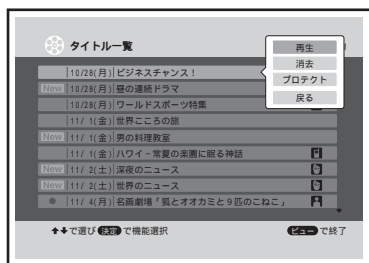 タイトル一覧
再生
消去
プロテクト
戻る
10/28(月) ビジネスチャンス！
New 10/28(月) 昼の連続ドラマ
10/28(月) ワールドスポーツ特集
11/ 1(金) 世界こころの旅
New 11/ 1(金) 男の料理教室
11/ 1(金) ハワイ－常夏の楽園に眠る神話
New 11/ 2(土) 深夜のニュース
New 11/ 2(土) 世界のニュース
11/ 4(月) 名画劇場「狐とオオカミと９匹のこねこ」
で選び 決定 で機能選択
ビュー で終了